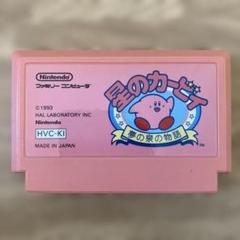 Nintendo
ファミリー コンピュータ
©1993
HAL LABORATORY INC
Nintendo
HVC-KI
MADE IN JAPAN
星のカービィ
夢の泉の物語